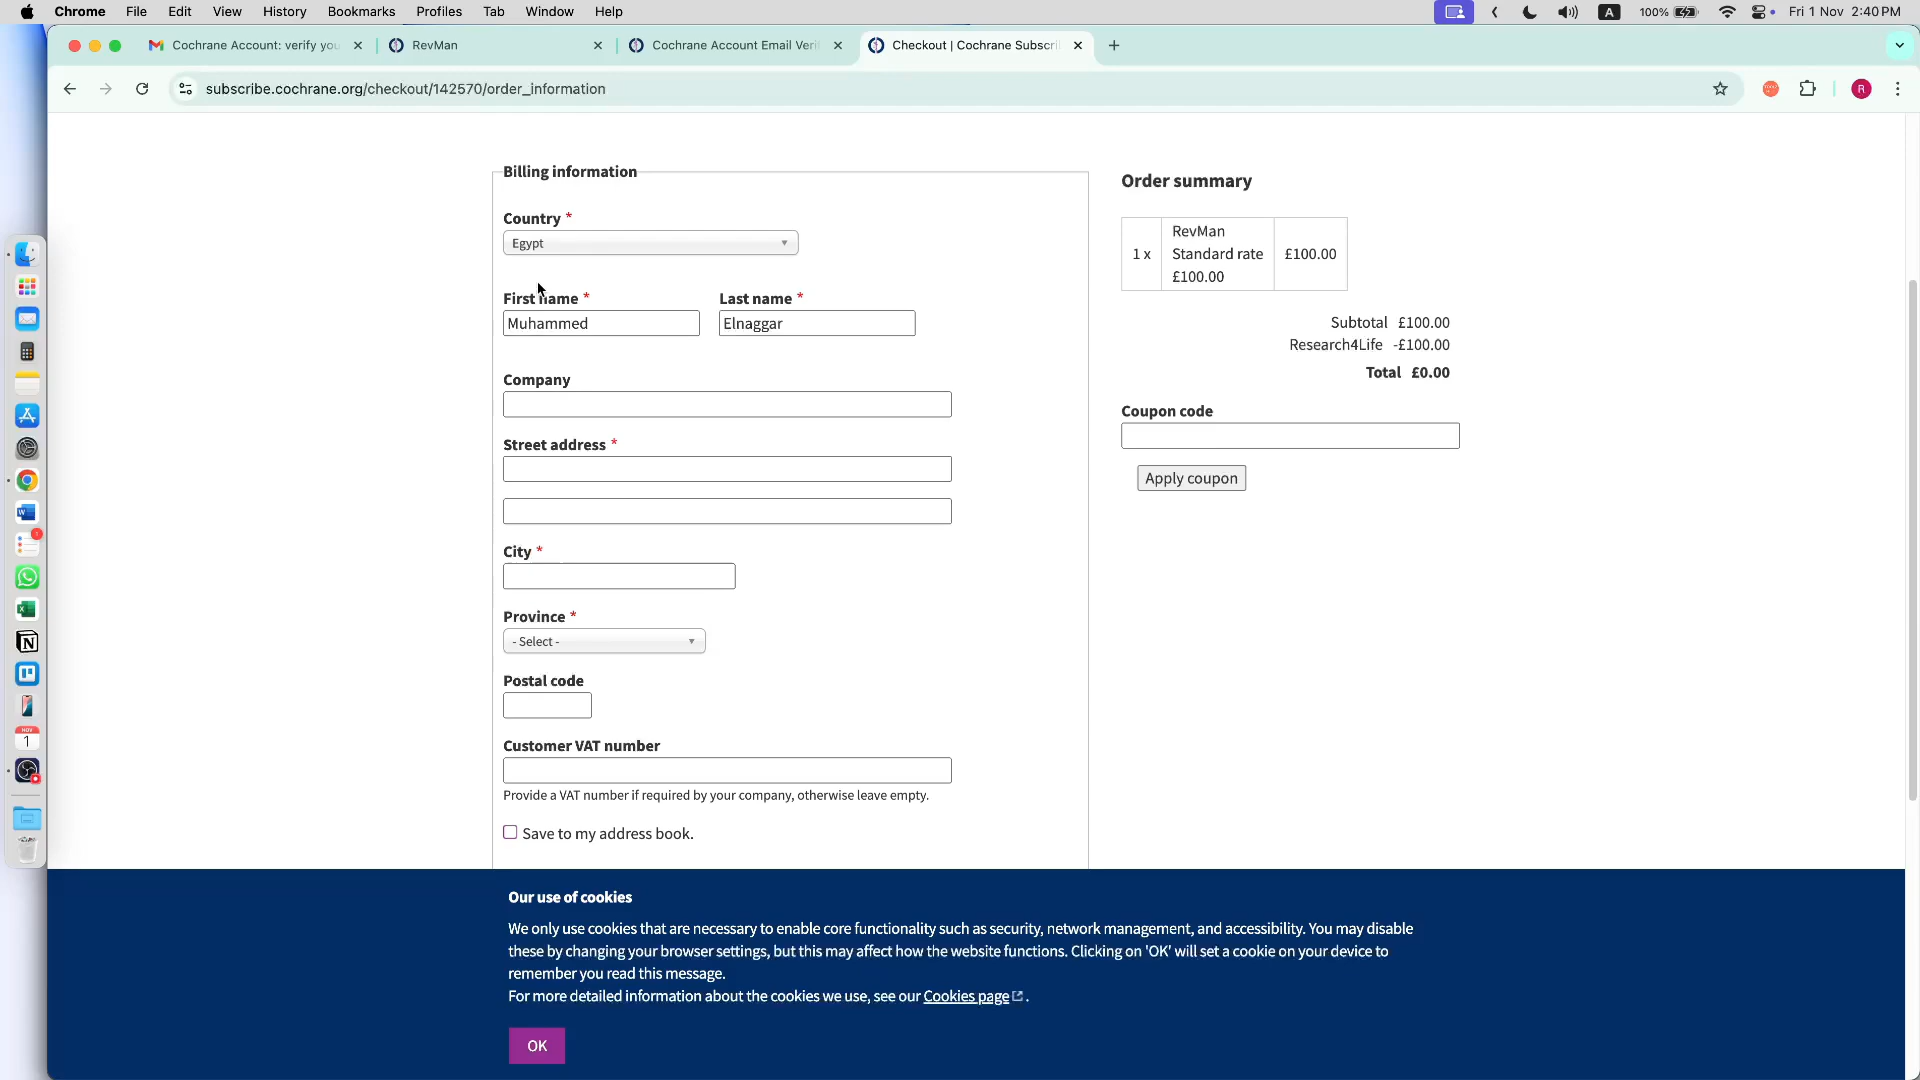 Chrome File Edit View History Bookmarks Profiles Tab Window Help
A 100% Fri 1 Nov 2:40 PM
Cochrane Account: verify you
RevMan
Cochrane Account Email Veri
Checkout | Cochrane Subscri
subscribe.cochrane.org/checkout/142570/order_information
R
Billing information
Country *
Egypt
First name *
Last name *
Muhammed
Elnaggar
Company
Street address *
City *
Province *
- Select -
Postal code
Customer VAT number
Provide a VAT number if required by your company, otherwise leave empty.
Save to my address book.
Order summary
1 x
RevMan
Standard rate
£100.00
£100.00
Subtotal £100.00
Research4Life -£100.00
Total £0.00
Coupon code
Apply coupon
NOV
1
Our use of cookies
We only use cookies that are necessary to enable core functionality such as security, network management, and accessibility. You may disable
these by changing your browser settings, but this may affect how the website functions. Clicking on 'OK' will set a cookie on your device to
remember you read this message.
For more detailed information about the cookies we use, see our Cookies page .
OK